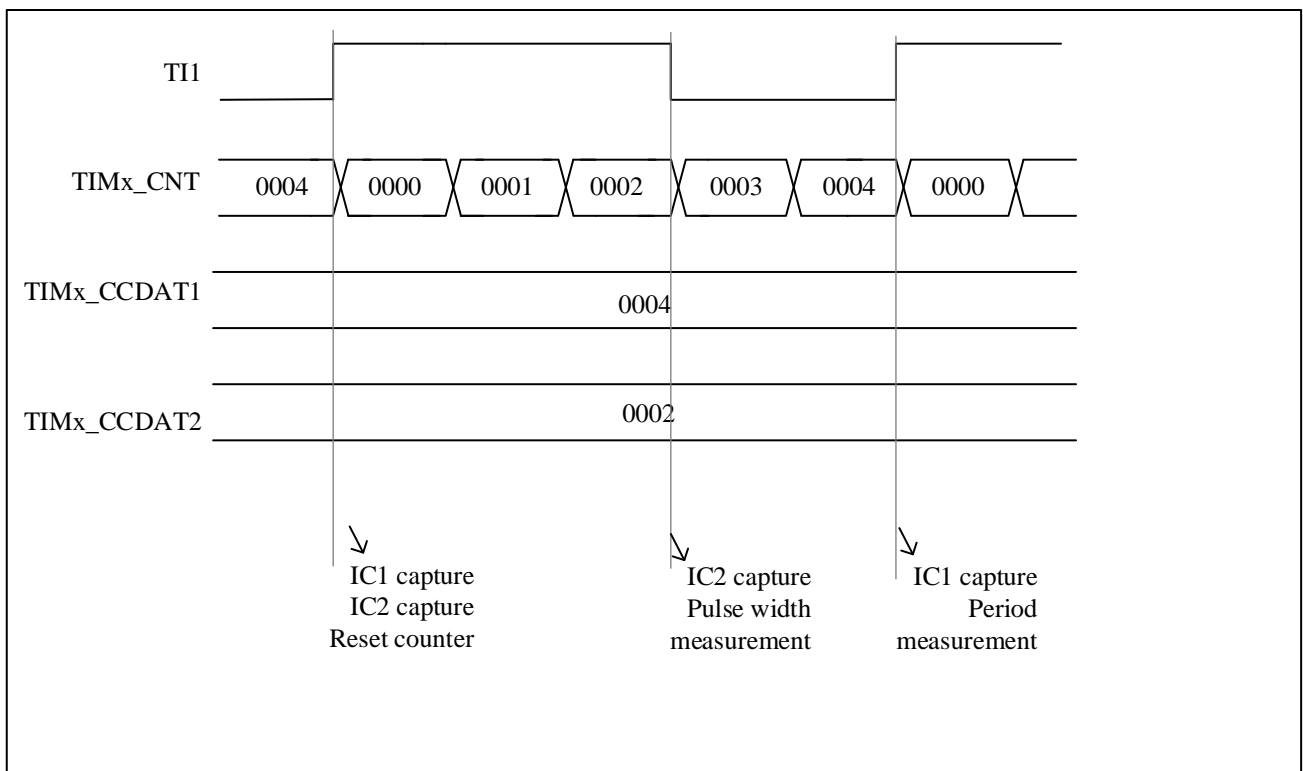 TI1
TIMx_CNT
0004 0000 0001 0002 0003 0004 0000
TIMx_CCDAT1
0004
TIMx_CCDAT2
0002
IC1 capture
IC2 capture
Reset counter
IC2 capture
Pulse width
measurement
IC1 capture
Period
measurement